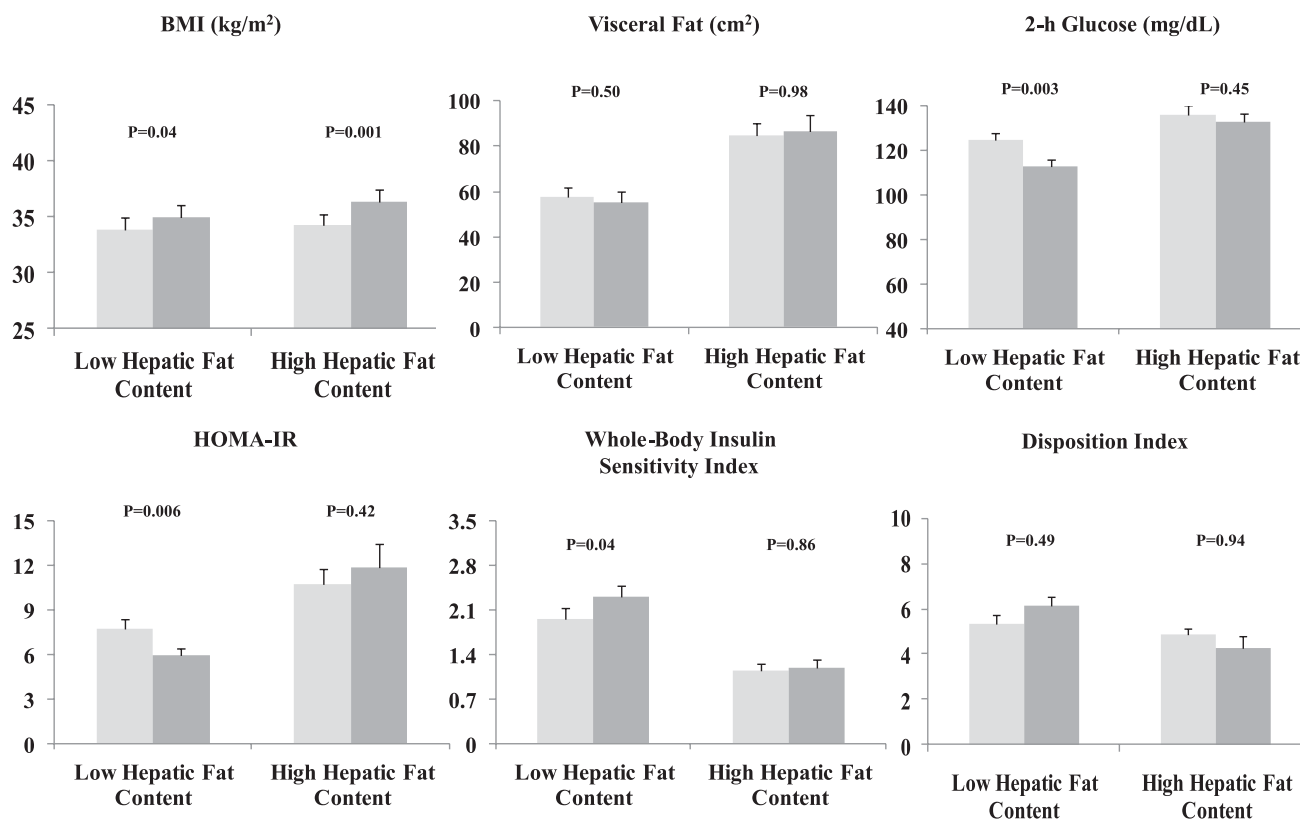 BMI (kg/m²)
P=0.04
P=0.001
45
40
35
30
25
Low Hepatic Fat
Content
High Hepatic Fat
Content
Visceral Fat (cm²)
P=0.50
P=0.98
100
80
60
40
20
0
Low Hepatic Fat
Content
High Hepatic Fat
Content
2-h Glucose (mg/dL)
P=0.003
P=0.45
140
120
100
80
60
40
Low Hepatic Fat
Content
High Hepatic Fat
Content
HOMA-IR
P=0.006
P=0.42
15
12
9
6
3
0
Low Hepatic Fat
Content
High Hepatic Fat
Content
Whole-Body Insulin
Sensitivity Index
P=0.04
P=0.86
3.5
2.8
2.1
1.4
0.7
0
Low Hepatic Fat
Content
High Hepatic Fat
Content
Disposition Index
P=0.49
P=0.94
10
8
6
4
2
0
Low Hepatic Fat
Content
High Hepatic Fat
Content